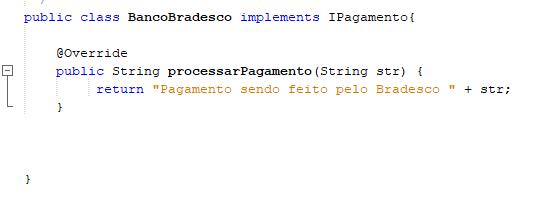 public class BancoBradesco implements IPagamento{
@Override
public String processarPagamento(String str) {
return "Pagamento sendo feito pelo Bradesco " + str;
}
}